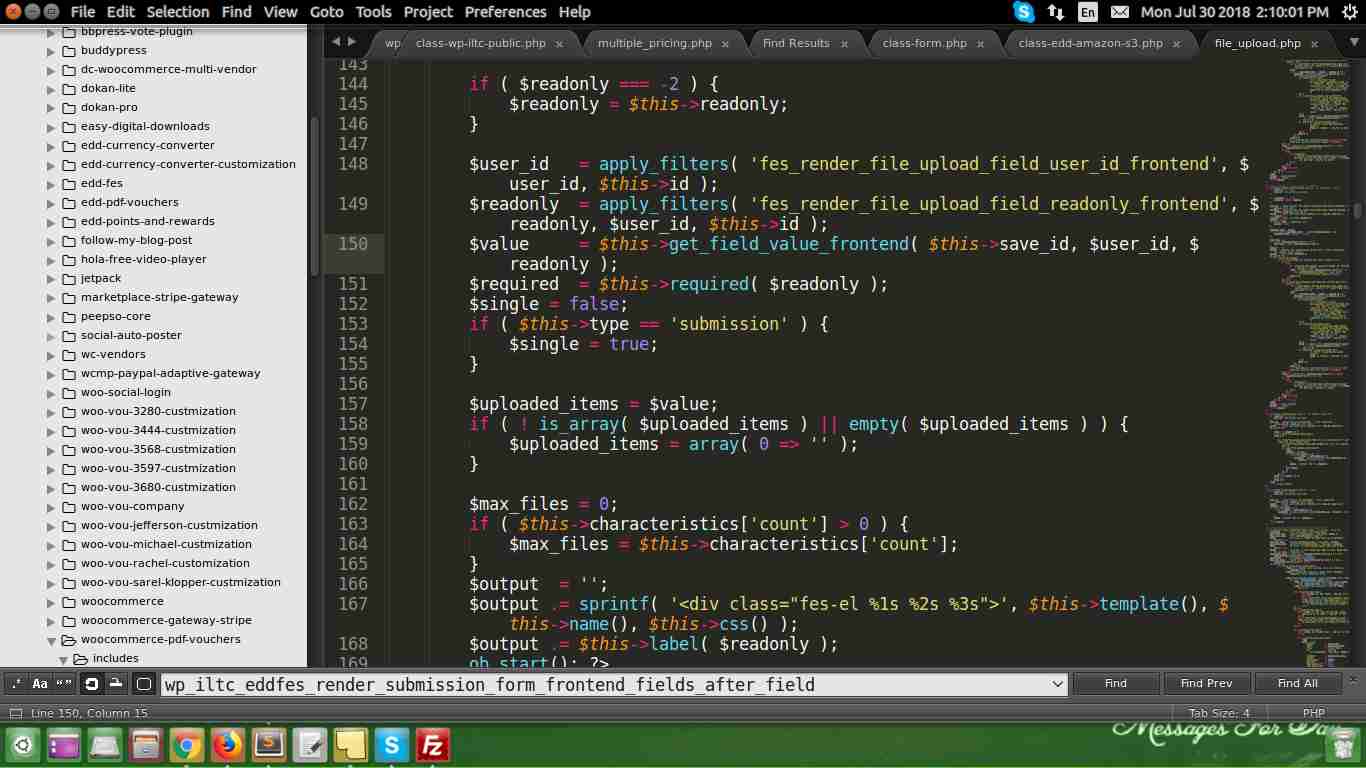 File Edit Selection Find View Goto Tools Project Preferences Help
En Mon Jul 30 2018 2:10:01 PM
bbpress-vote-plugin
buddypress
dc-woocommerce-multi-vendor
dokan-lite
dokan-pro
easy-digital-downloads
edd-currency-converter
edd-currency-converter-customization
edd-fes
edd-pdf-vouchers
edd-points-and-rewards
follow-my-blog-post
hola-free-video-player
jetpack
marketplace-stripe-gateway
peepso-core
social-auto-poster
wc-vendors
wcmp-paypal-adaptive-gateway
woo-social-login
woo-vou-3280-custmization
woo-vou-3444-custmization
woo-vou-3568-custmization
woo-vou-3597-custmization
woo-vou-3680-custmization
woo-vou-company
woo-vou-jefferson-custmization
woo-vou-michael-custmization
woo-vou-rachel-customization
woo-vou-sarel-klopper-custmization
woocommerce
woocommerce-gateway-stripe
woocommerce-pdf-vouchers
includes
wp class-wp-iltc-public.php × multiple_pricing.php × Find Results × class-form.php × class-edd-amazon-s3.php × file_upload.php ×
143
144 if ( $readonly === -2 ) {
145 $readonly = $this->readonly;
146 }
147
148 $user_id = apply_filters( 'fes_render_file_upload_field_user_id_frontend', $
user_id, $this->id );
149 $readonly = apply_filters( 'fes_render_file_upload_field_readonly_frontend', $
readonly, $user_id, $this->id );
150 $value = $this->get_field_value_frontend( $this->save_id, $user_id, $
readonly );
151 $required = $this->required( $readonly );
152 $single = false;
153 if ( $this->type == 'submission' ) {
154 $single = true;
155 }
156
157 $uploaded_items = $value;
158 if ( ! is_array( $uploaded_items ) || empty( $uploaded_items ) ) {
159 $uploaded_items = array( 0 => '' );
160 }
161
162 $max_files = 0;
163 if ( $this->characteristics['count'] > 0 ) {
164 $max_files = $this->characteristics['count'];
165 }
166 $output = '';
167 $output .= sprintf( '<div class="fes-el %1s %2s %3s">', $this->template(), $
this->name(), $this->css() );
168 $output .= $this->label( $readonly );
169 ob_start(); ?>
.* Aa “” wp_iltc_eddfes_render_submission_form_frontend_fields_after_field Find Find Prev Find All ×
Line 150, Column 15 Tab Size: 4 PHP
Messages For Day